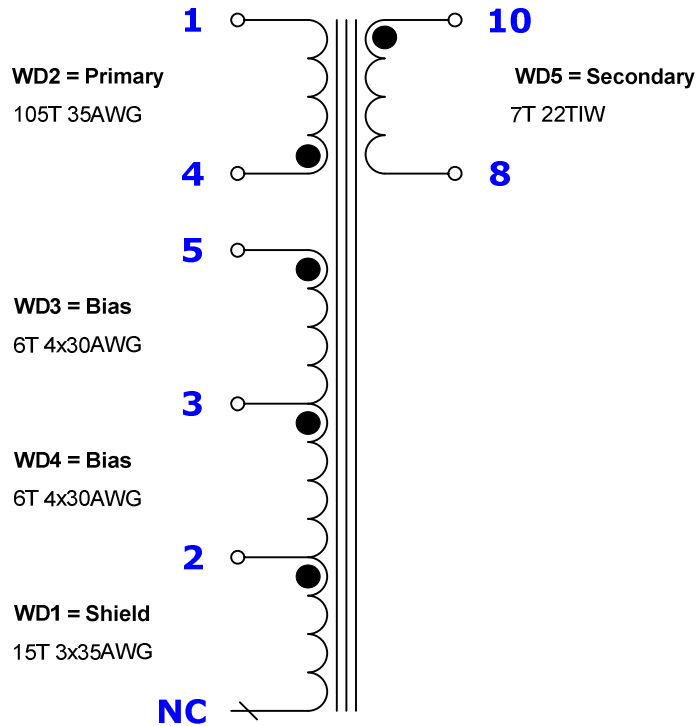 1
10
WD2 = Primary
WD5 = Secondary
105T 35AWG
7T 22TIW
4
8
5
WD3 = Bias
6T 4x30AWG
3
WD4 = Bias
6T 4x30AWG
2
WD1 = Shield
15T 3x35AWG
NC